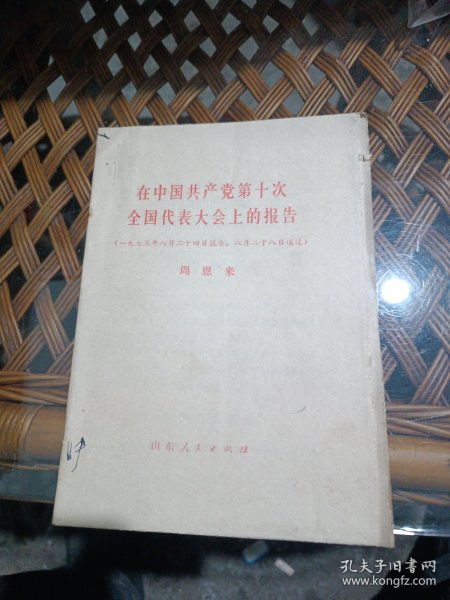 在中国共产党第十次
全国代表大会上的报告
(一九七三年八月二十四日报告，八月二十八日通过)
周恩来
山东人民出版社
孔夫子旧书网
www.kongfz.com